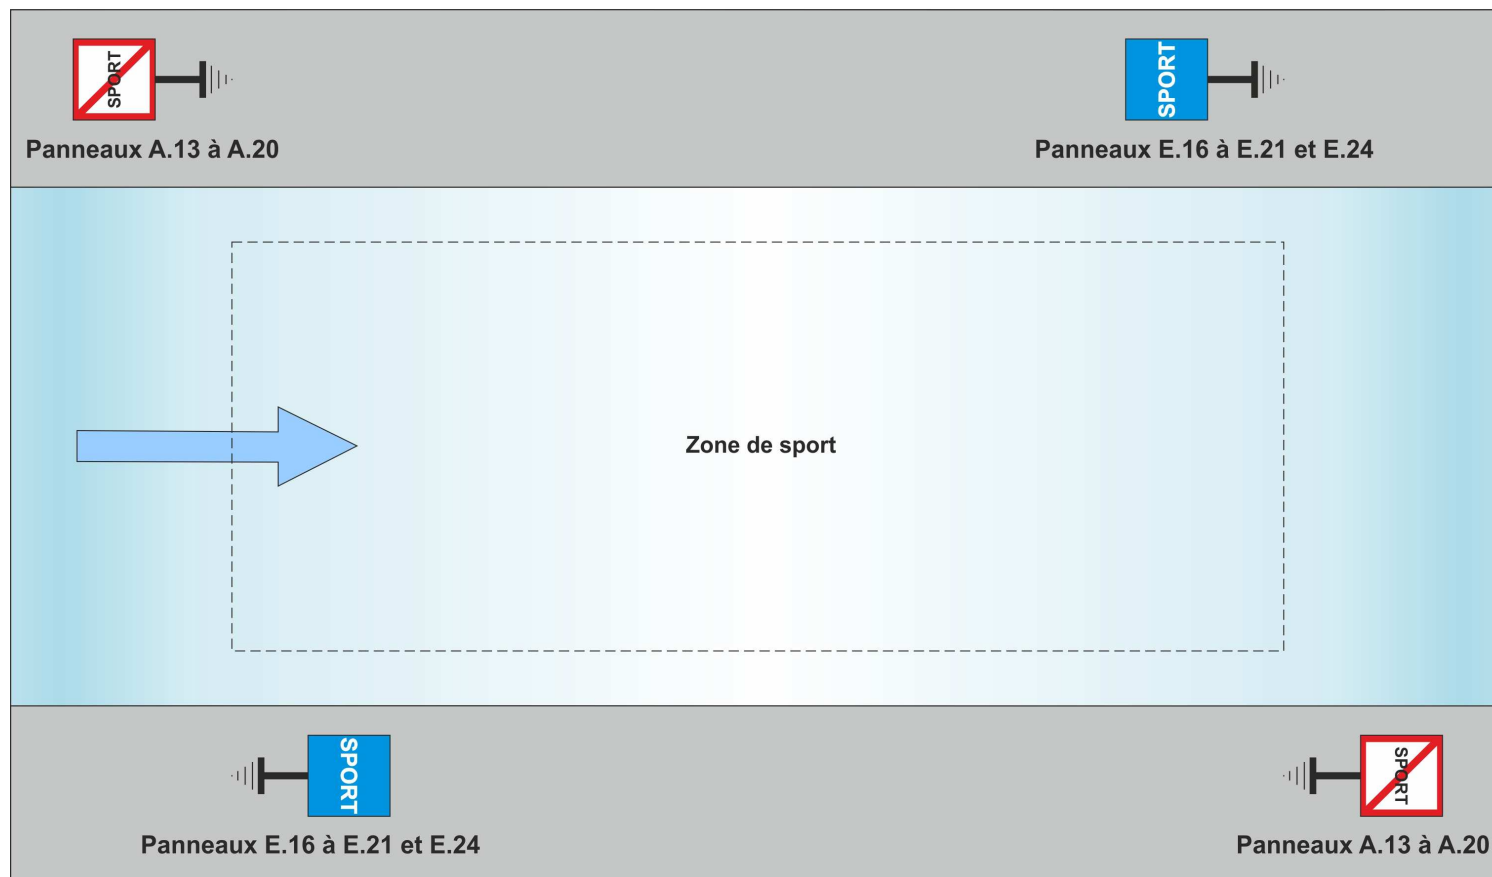 SPORT
SPORT
Panneaux A.13 à A.20
Panneaux E.16 à E.21 et E.24
Zone de sport
SPORT
SPORT
Panneaux E.16 à E.21 et E.24
Panneaux A.13 à A.20